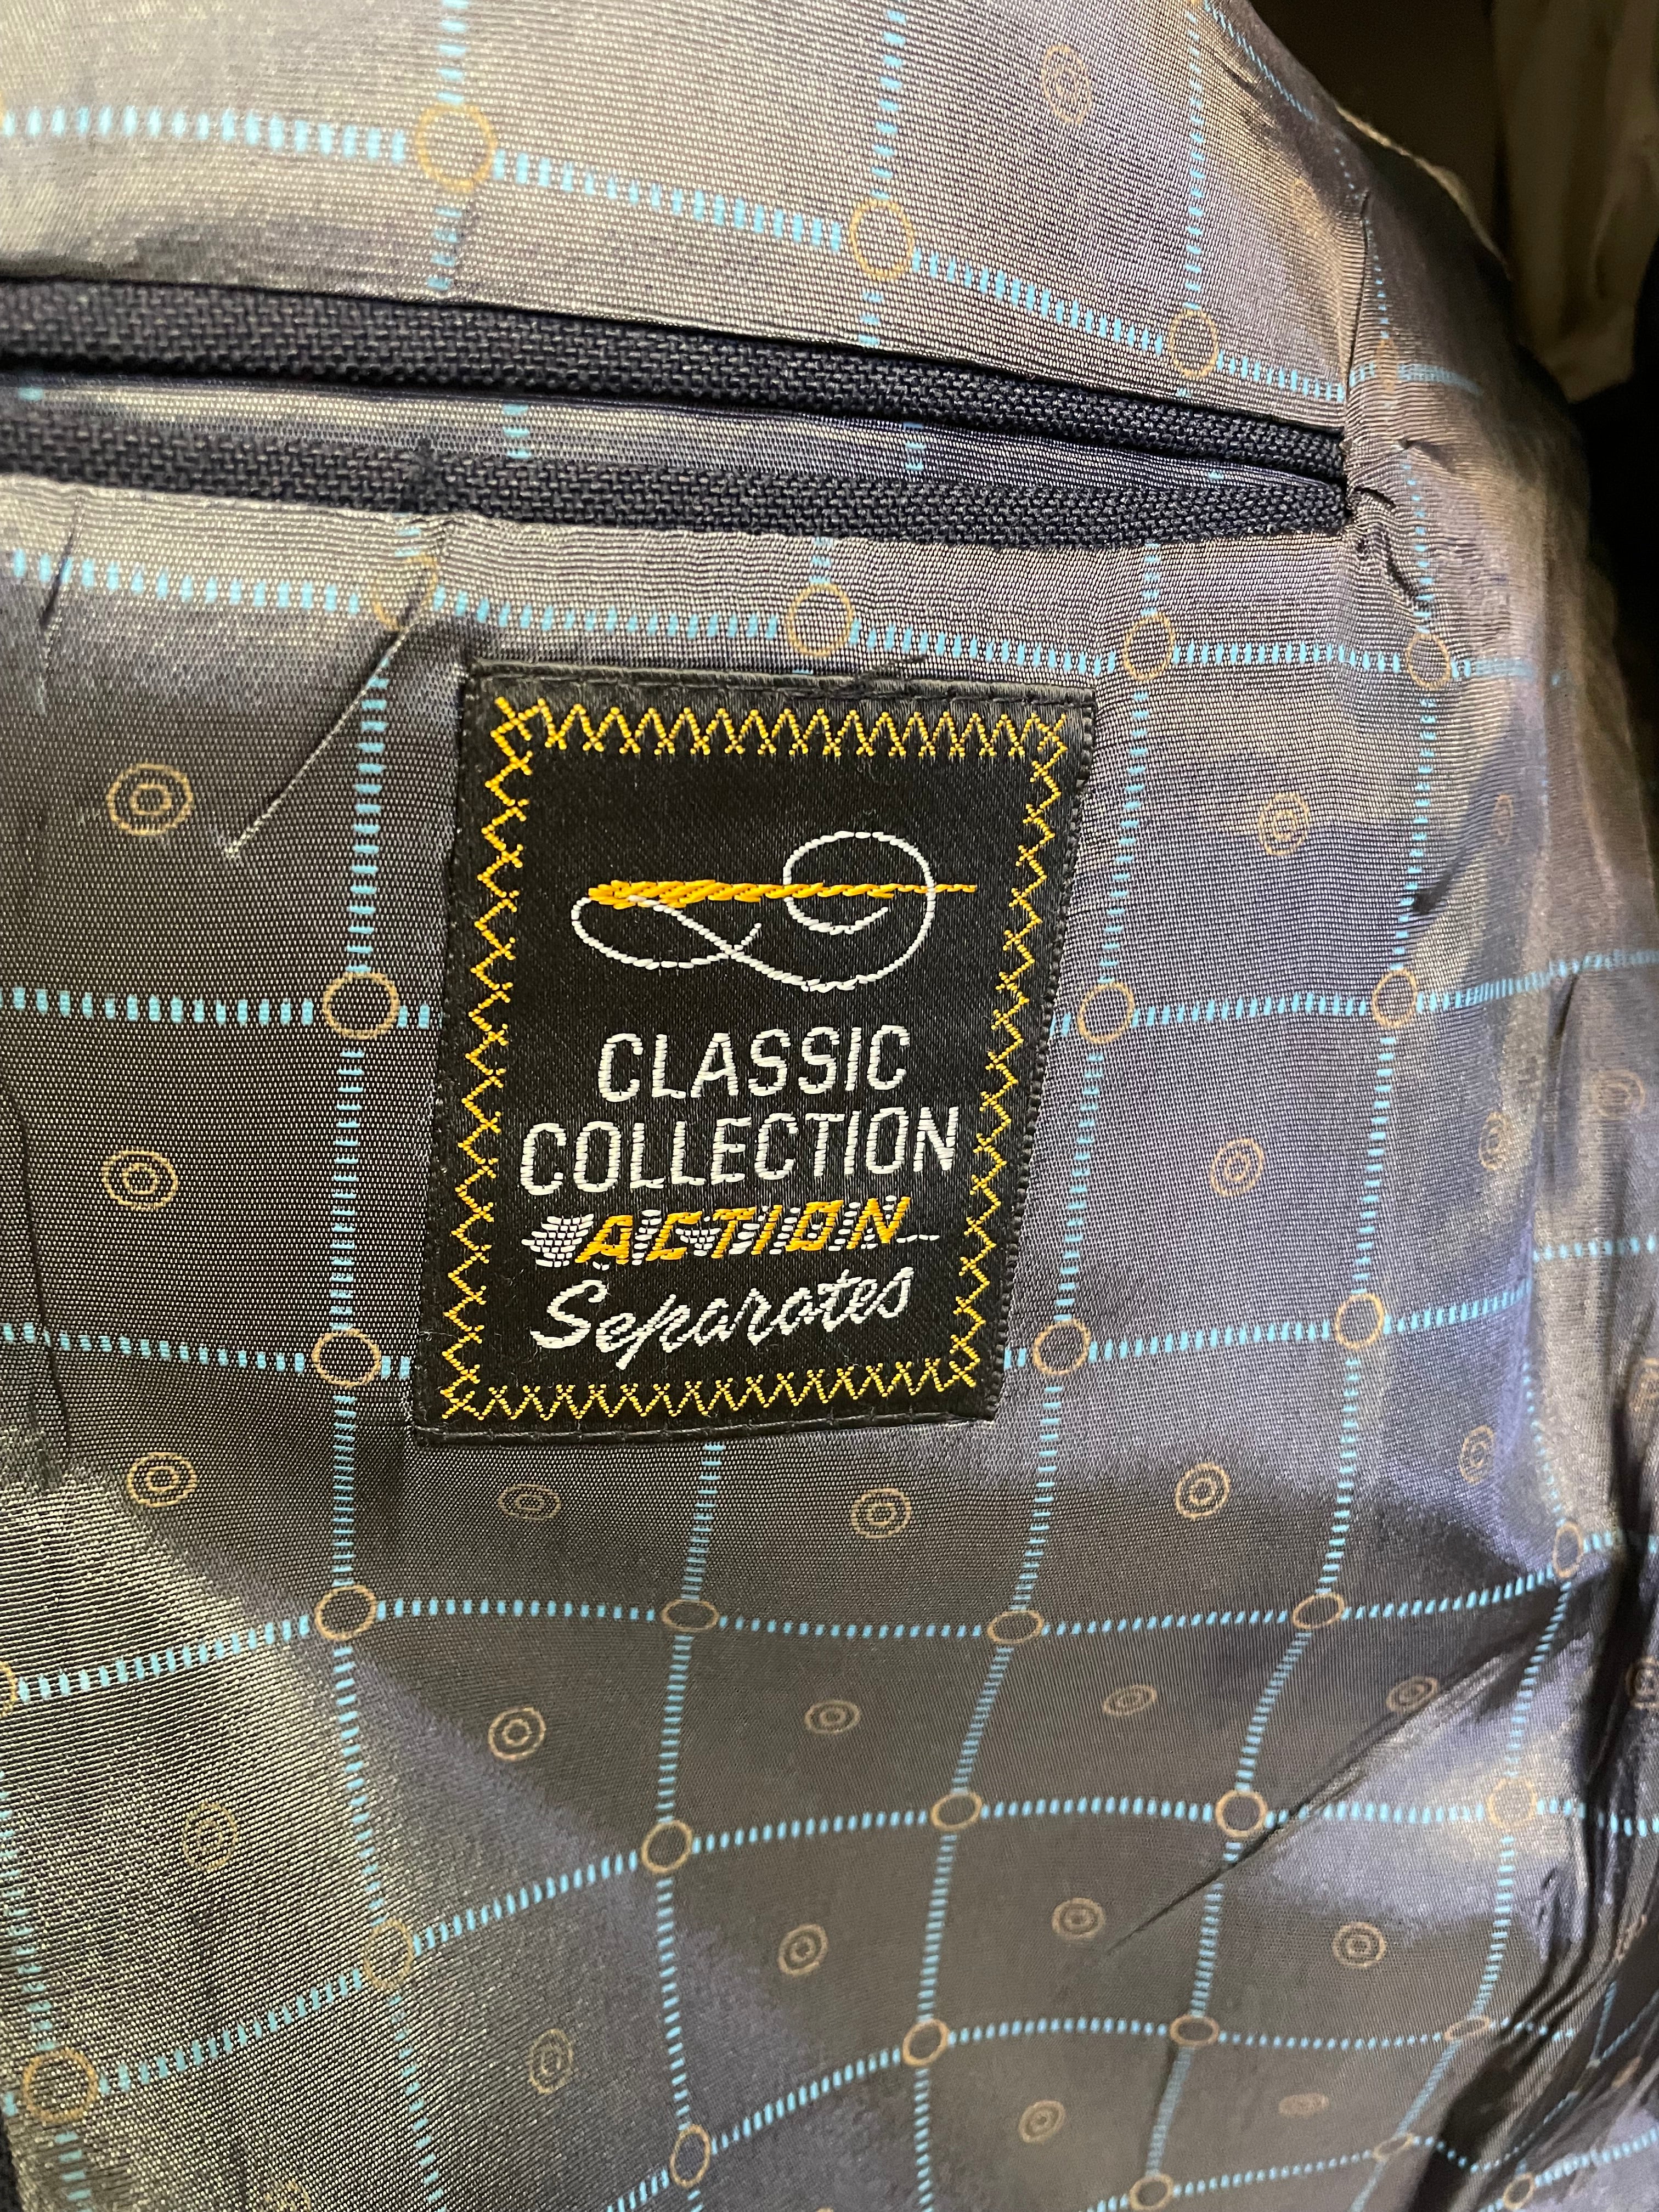 CLASSIC
COLLECTION
ACTION
Separates